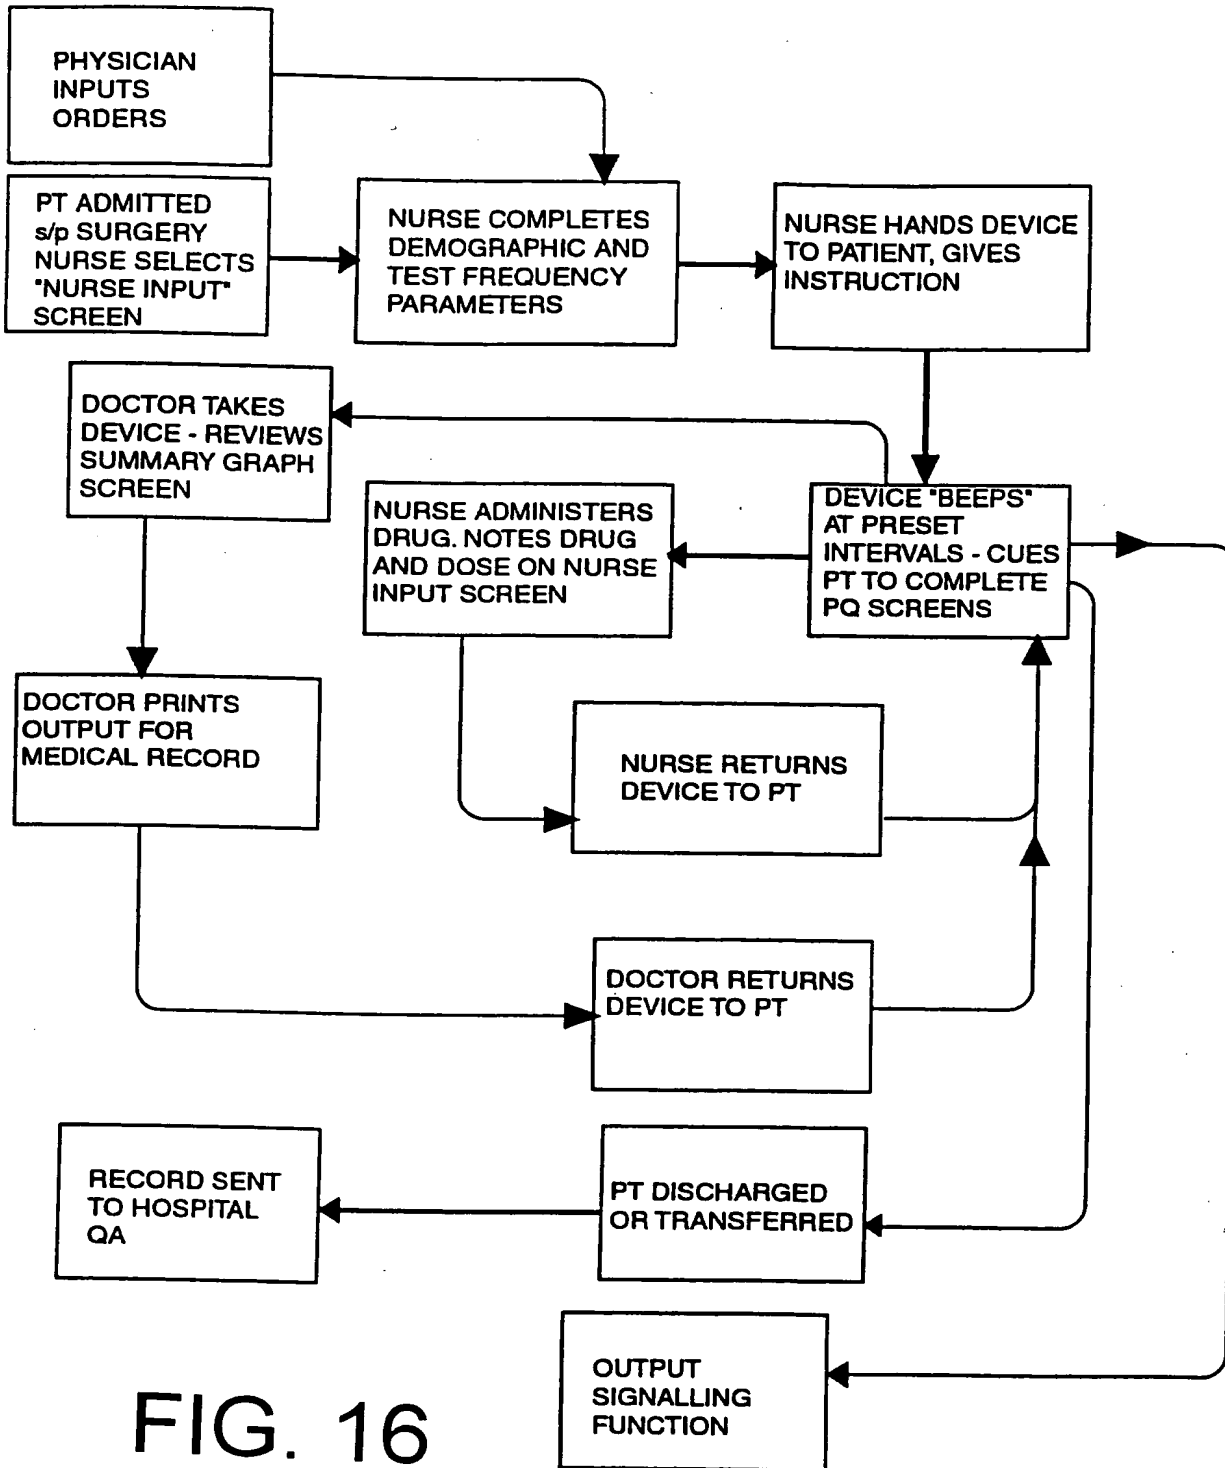 PHYSICIAN
INPUTS
ORDERS
PT ADMITTED
s/p SURGERY
NURSE SELECTS
"NURSE INPUT"
SCREEN
NURSE COMPLETES
DEMOGRAPHIC AND
TEST FREQUENCY
PARAMETERS
NURSE HANDS DEVICE
TO PATIENT, GIVES
INSTRUCTION
DOCTOR TAKES
DEVICE - REVIEWS
SUMMARY GRAPH
SCREEN
NURSE ADMINISTERS
DRUG. NOTES DRUG
AND DOSE ON NURSE
INPUT SCREEN
DEVICE "BEEPS"
AT PRESET
INTERVALS - CUES
PT TO COMPLETE
PQ SCREENS
DOCTOR PRINTS
OUTPUT FOR
MEDICAL RECORD
NURSE RETURNS
DEVICE TO PT
DOCTOR RETURNS
DEVICE TO PT
RECORD SENT
TO HOSPITAL
QA
PT DISCHARGED
OR TRANSFERRED
OUTPUT
SIGNALLING
FUNCTION
FIG. 16